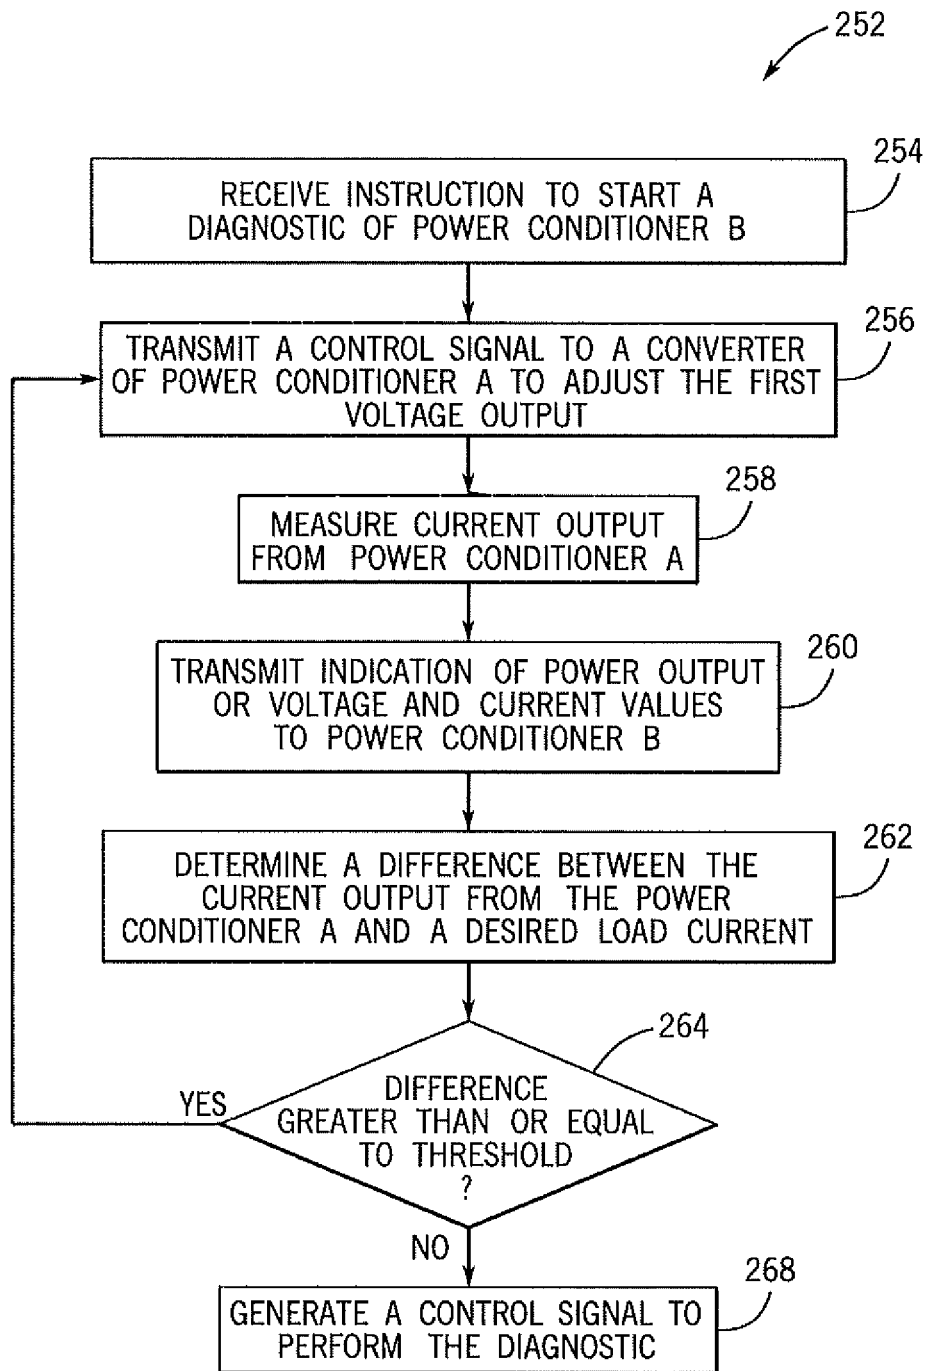 252
254
RECEIVE INSTRUCTION TO START A
DIAGNOSTIC OF POWER CONDITIONER B
256
TRANSMIT A CONTROL SIGNAL TO A CONVERTER
OF POWER CONDITIONER A TO ADJUST THE FIRST
VOLTAGE OUTPUT
258
MEASURE CURRENT OUTPUT
FROM POWER CONDITIONER A
260
TRANSMIT INDICATION OF POWER OUTPUT
OR VOLTAGE AND CURRENT VALUES
TO POWER CONDITIONER B
262
DETERMINE A DIFFERENCE BETWEEN THE
CURRENT OUTPUT FROM THE POWER
CONDITIONER A AND A DESIRED LOAD CURRENT
264
YES
DIFFERENCE
GREATER THAN OR EQUAL
TO THRESHOLD
?
NO
268
GENERATE A CONTROL SIGNAL TO
PERFORM THE DIAGNOSTIC